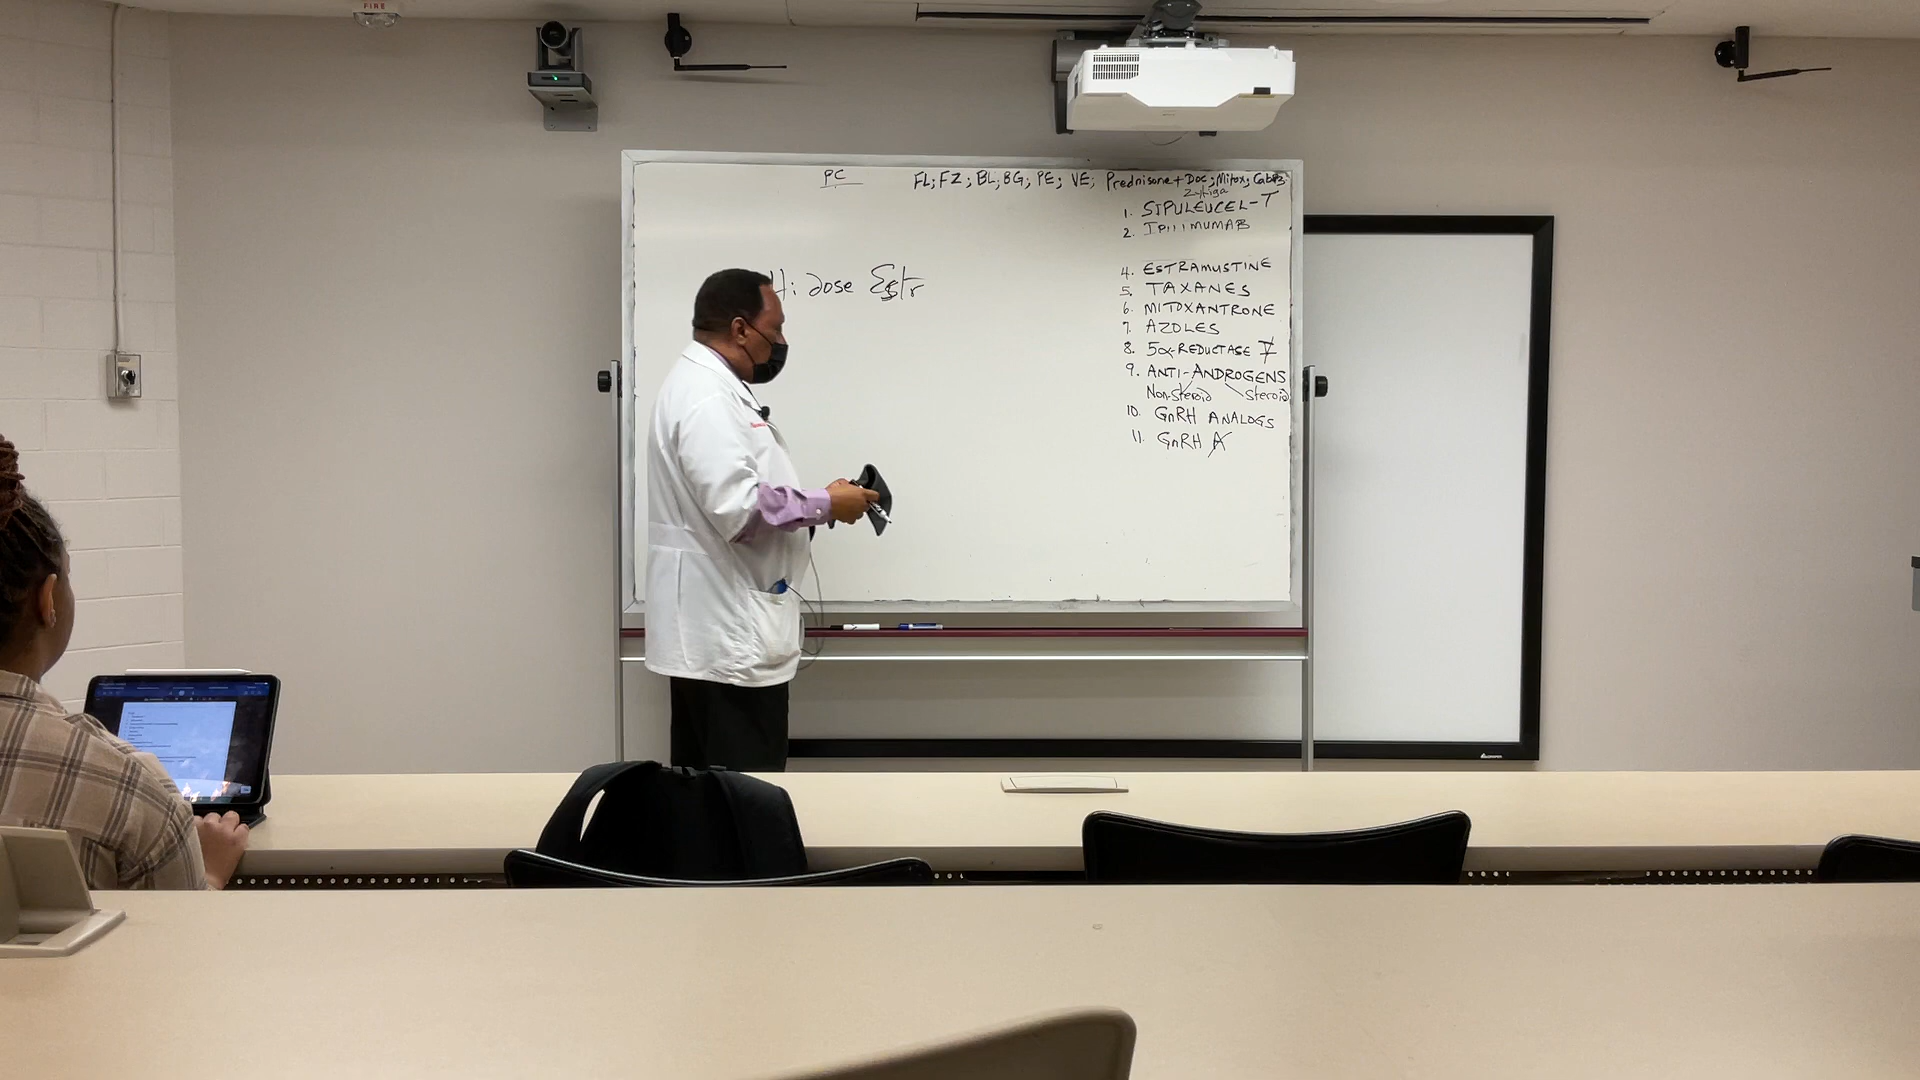 FIRE
PC
FL; FZ; BL; BG; PE; VE; Prednisone + Doc; Mitox; Cabaz
Zytiga
1. SIPULEUCEL-T
2. IPILIMUMAB
Hi dose Estr
4. ESTRAMUSTINE
5. TAXANES
6. MITOXANTRONE
7. AZOLES
8. 5α-REDUCTASE I
9. ANTI-ANDROGENS
Non-Steroid Steroid
10. GnRH ANALOGS
11. GnRH A